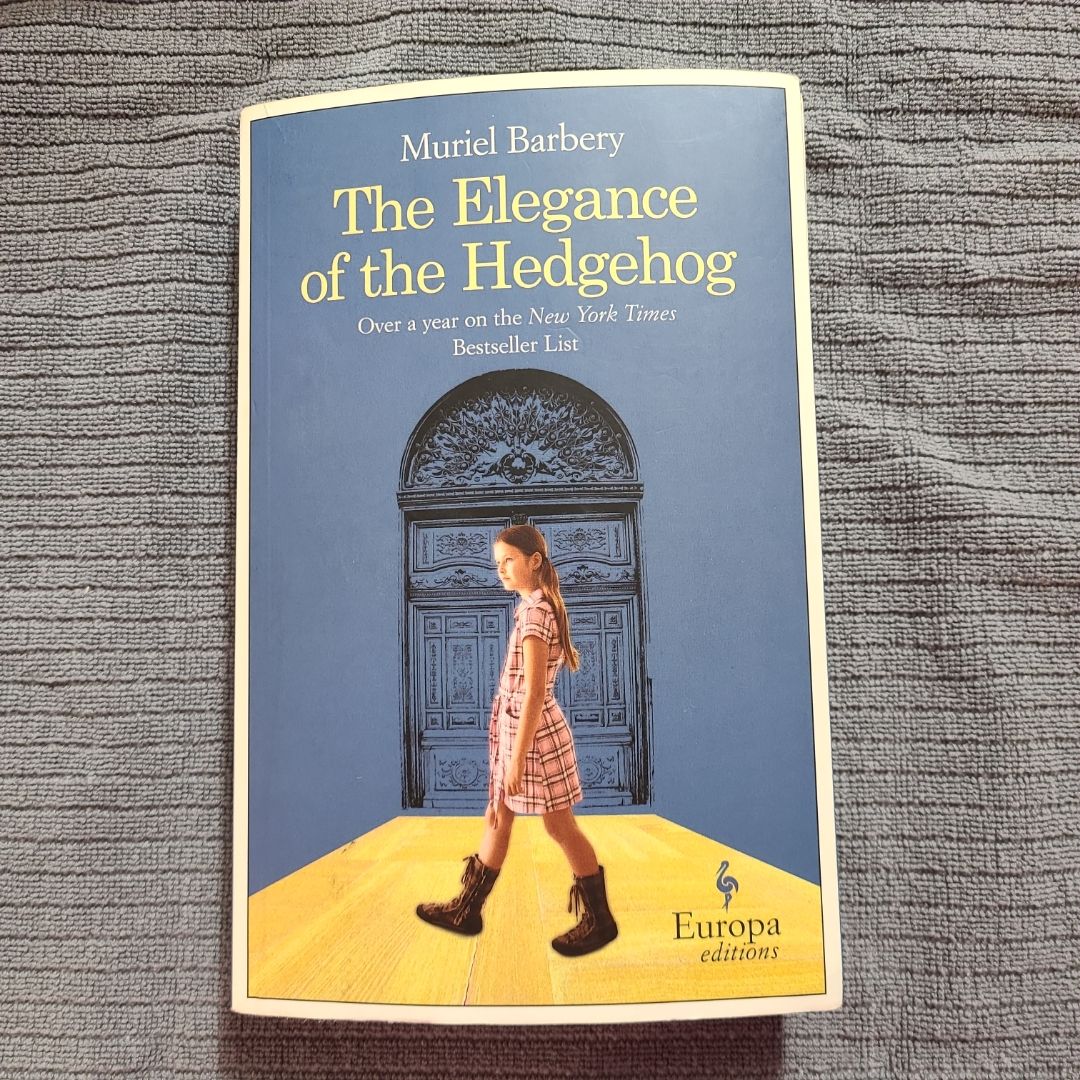 Muriel Barbery
The Elegance
of the Hedgehog
Over a year on the New York Times
Bestseller List
Europa
editions